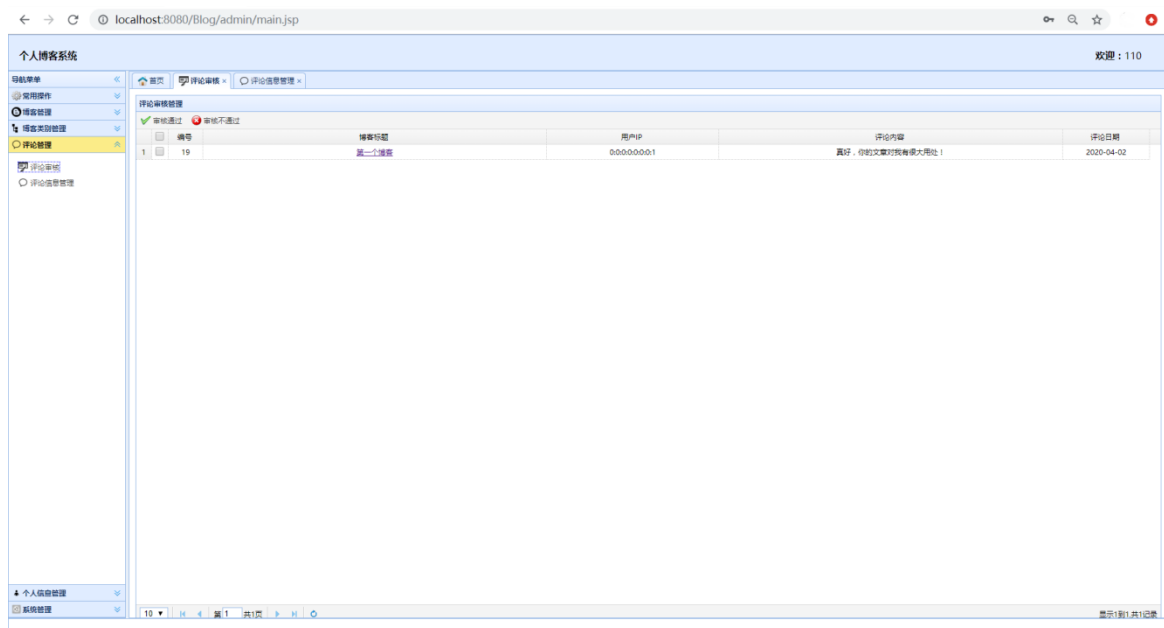 localhost:8080/Blog/admin/main.jsp
个人博客系统
欢迎：110
导航菜单
首页 评论审核 评论信息管理
常用操作
博客管理
博客类别管理
评论管理
评论审核
评论信息管理
评论审核管理
审核通过 审核不通过
编号 博客标题 用户IP 评论内容 评论日期
1 19 第一个博客 0:0:0:0:0:0:0:1 真好，你的文章对我有很大用处！ 2020-04-02
个人信息管理
系统管理
10 第 1 共1页 显示1到1,共1记录